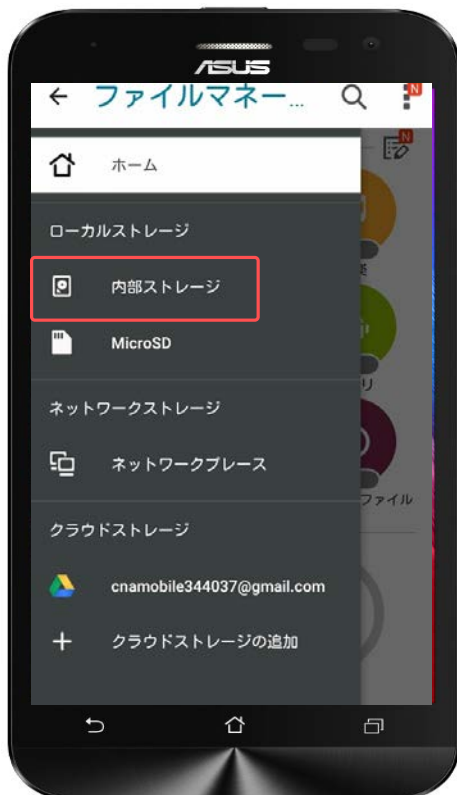 ASUS
ファイルマネー...
N
N
ホーム
ローカルストレージ
内部ストレージ
MicroSD
ネットワークストレージ
ネットワークプレース
クラウドストレージ
cnamobile344037@gmail.com
クラウドストレージの追加
リ
ファイル